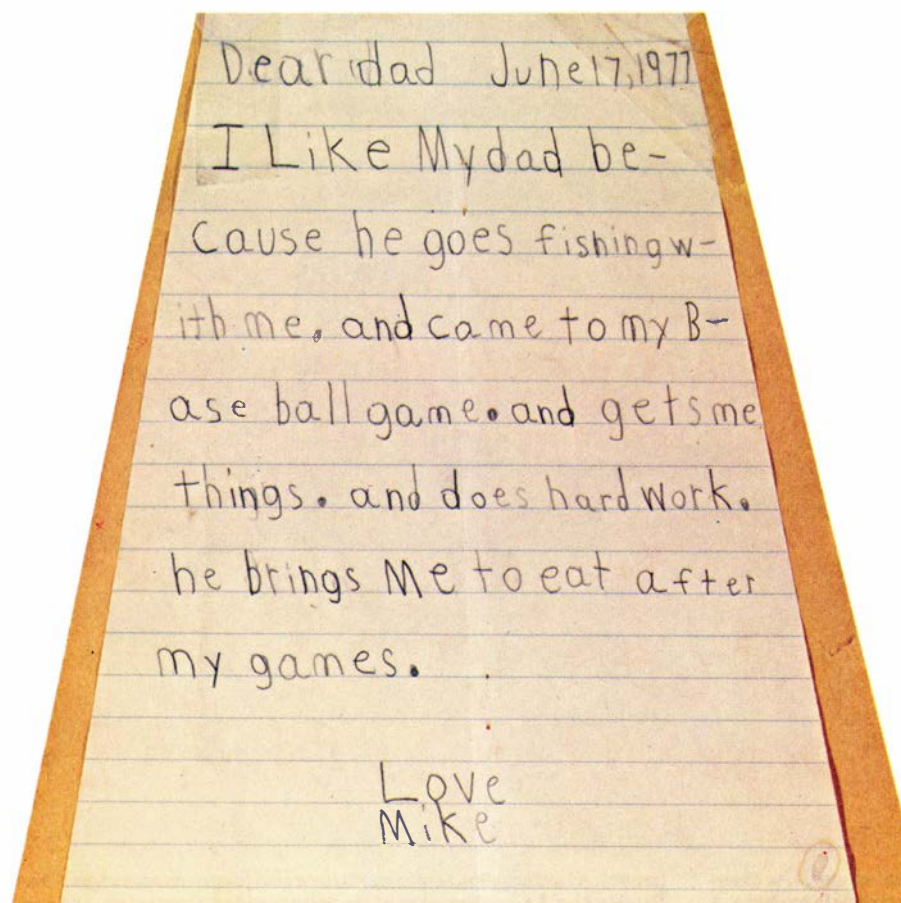 Dear dad June 17, 1977
I Like My dad be-
cause he goes fishing w-
ith me. and came to my B-
ase ball game. and gets me
things. and does hard work.
he brings Me to eat after
my games.
Love
Mike